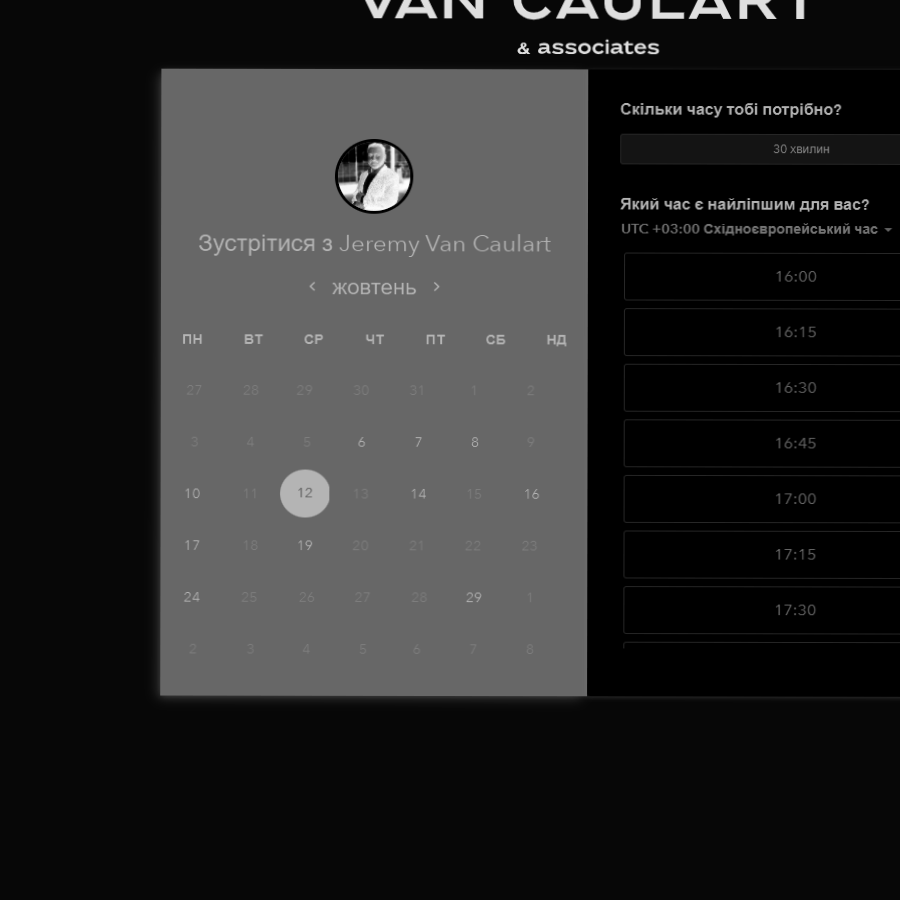 VAN CAULART
& associates
Зустрітися з Jeremy Van Caulart
жовтень
ПН ВТ СР ЧТ ПТ СБ НД
27 28 29 30 31 1 2
3 4 5 6 7 8 9
10 11 12 13 14 15 16
17 18 19 20 21 22 23
24 25 26 27 28 29 1
2 3 4 5 6 7 8
Скільки часу тобі потрібно?
30 хвилин
Який час є найліпшим для вас?
UTC +03:00 Східноєвропейський час
16:00
16:15
16:30
16:45
17:00
17:15
17:30